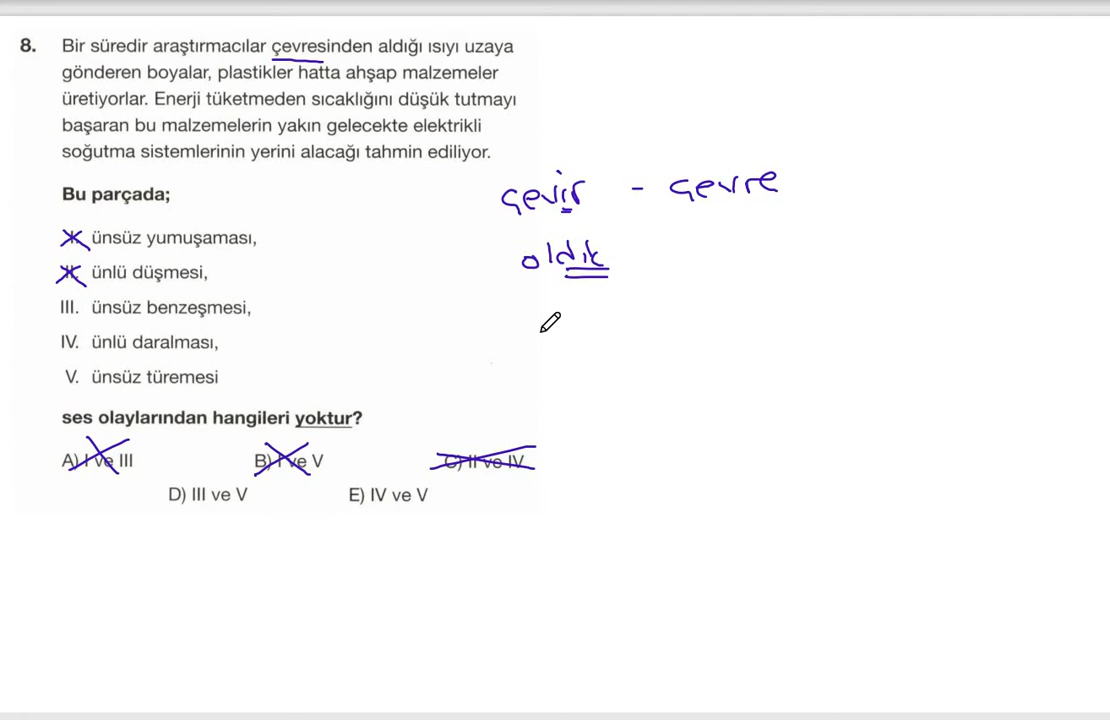 8. Bir süredir araştırmacılar çevresinden aldığı ısıyı uzaya
gönderen boyalar, plastikler hatta ahşap malzemeler
üretiyorlar. Enerji tüketmeden sıcaklığını düşük tutmayı
başaran bu malzemelerin yakın gelecekte elektrikli
soğutma sistemlerinin yerini alacağı tahmin ediliyor.
Bu parçada;
çevir - çevre
ünsüz yumuşaması,
oldik
ünlü düşmesi,
III. ünsüz benzeşmesi,
IV. ünlü daralması,
V. ünsüz türemesi
ses olaylarından hangileri yoktur?
A) I ve III B) I ve V C) II ve IV
D) III ve V E) IV ve V